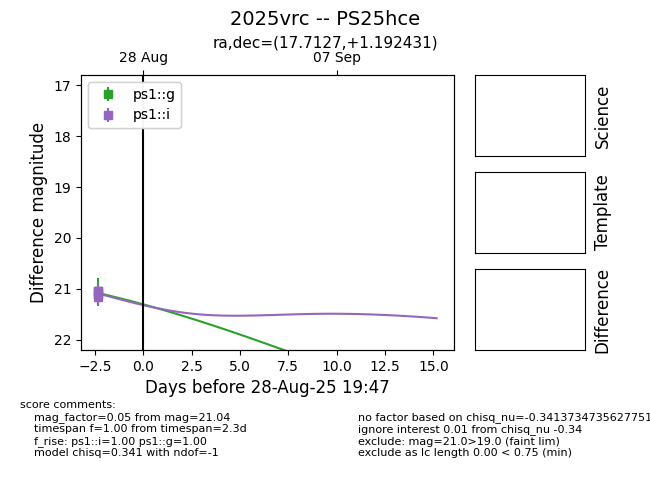 2025vrc -- PS25hce
ra,dec=(17.7127,+1.192431)
28 Aug
07 Sep
ps1::g
ps1::i
17
18
19
20
21
22
Difference magnitude
−2.5
0.0
2.5
5.0
7.5
10.0
12.5
15.0
Days before 28-Aug-25 19:47
Science
Template
Difference
score comments:
mag_factor=0.05 from mag=21.04
timespan f=1.00 from timespan=2.3d
f_rise: ps1::i=1.00 ps1::g=1.00
model chisq=0.341 with ndof=-1
no factor based on chisq_nu=-0.3413734735627751
ignore interest 0.01 from chisq_nu -0.34
exclude: mag=21.0>19.0 (faint lim)
exclude as lc length 0.00 < 0.75 (min)